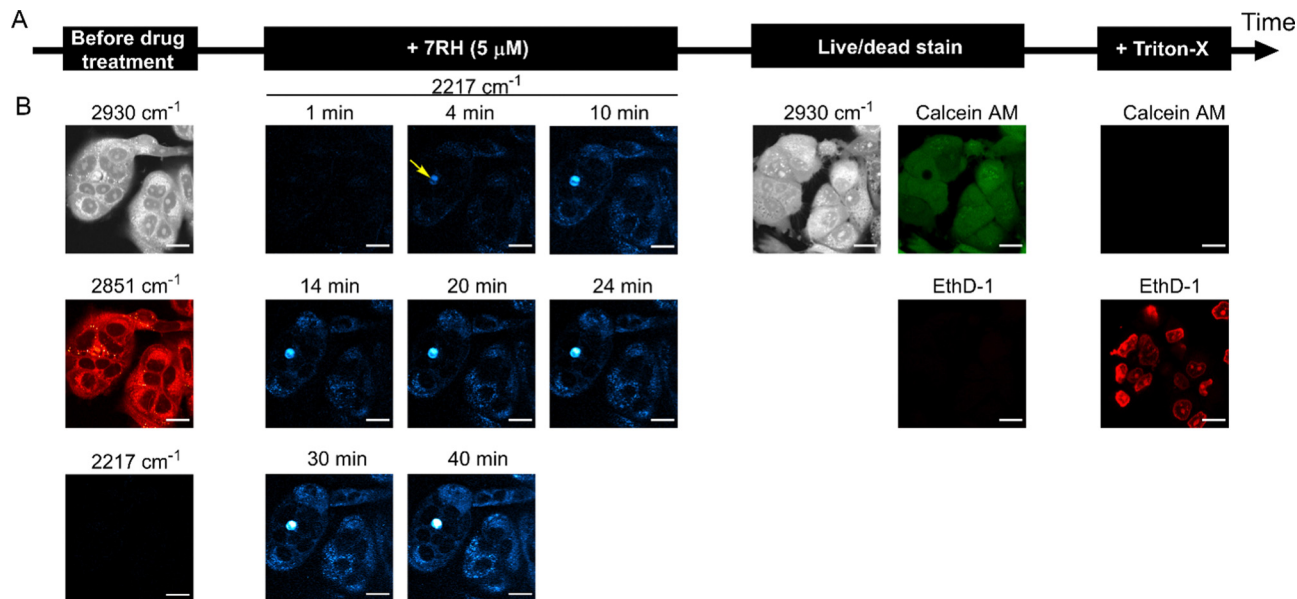 A
Before drug
treatment
+ 7RH (5 μM)
Live/dead stain
+ Triton-X
Time
2217 cm⁻¹
B
2930 cm⁻¹
1 min
4 min
10 min
2930 cm⁻¹
Calcein AM
Calcein AM
2851 cm⁻¹
14 min
20 min
24 min
EthD-1
EthD-1
2217 cm⁻¹
30 min
40 min